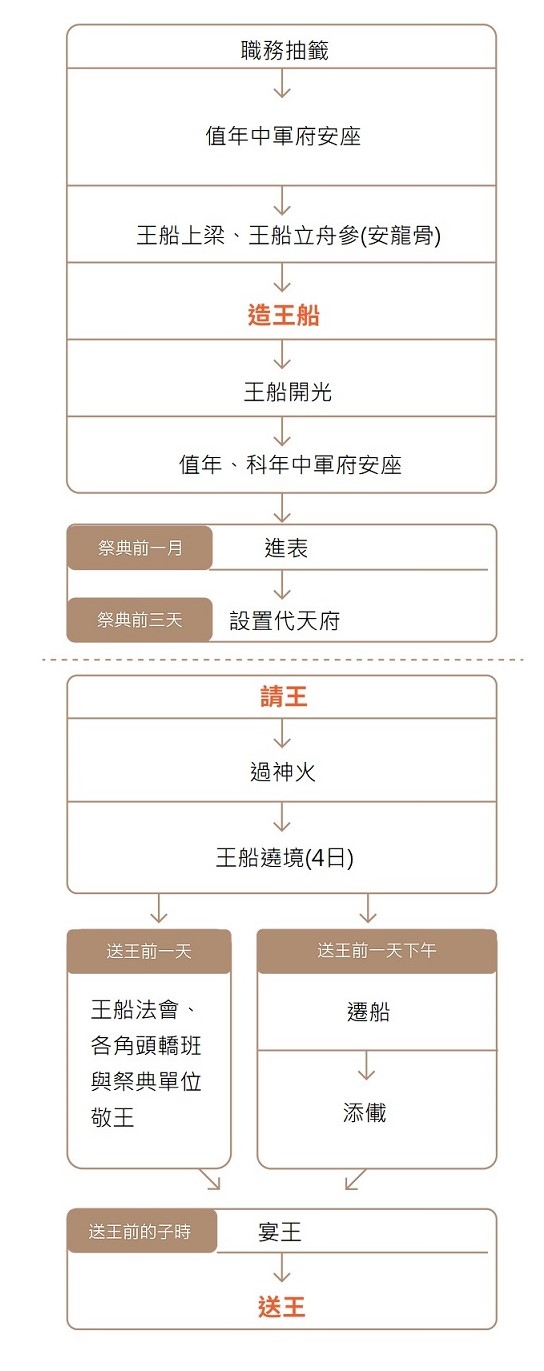 職務抽籤
值年中軍府安座
王船上梁、王船立舟參(安龍骨)
造王船
王船開光
值年、科年中軍府安座
祭典前一月
進表
祭典前三天
設置代天府
請王
過神火
王船遶境(4日)
送王前一天
王船法會、
各角頭轎班
與祭典單位
敬王
送王前一天下午
遷船
添儎
送王前的子時
宴王
送王